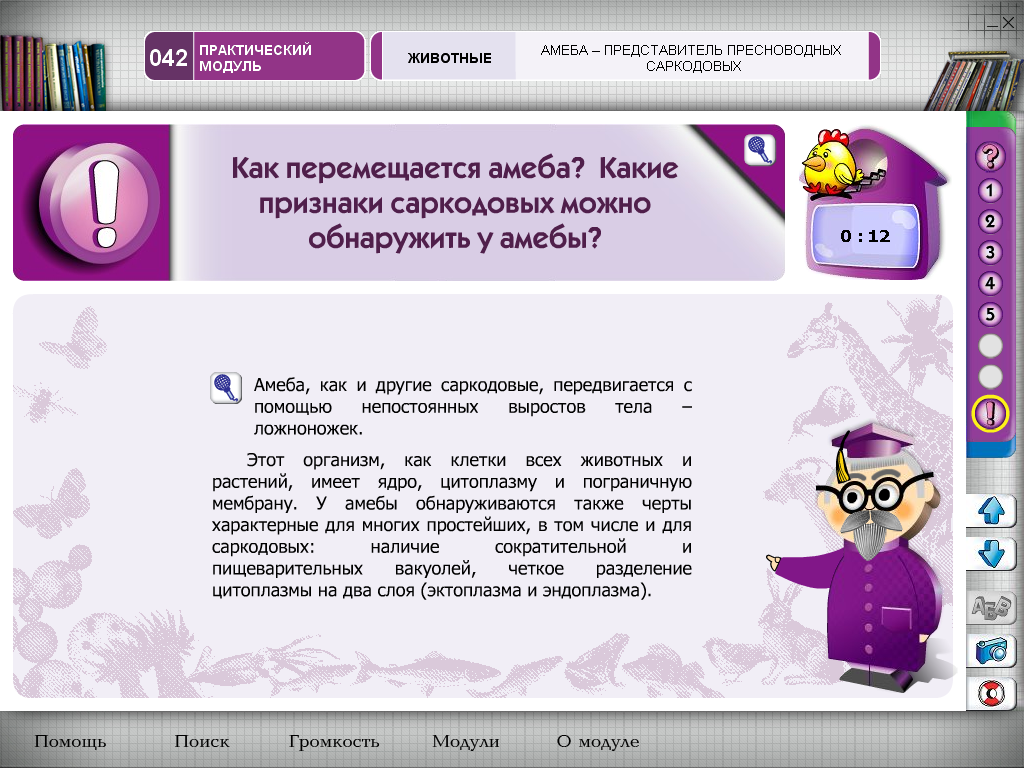 042
ПРАКТИЧЕСКИЙ
МОДУЛЬ
ЖИВОТНЫЕ
АМЕБА – ПРЕДСТАВИТЕЛЬ ПРЕСНОВОДНЫХ
САРКОДОВЫХ
!
Как перемещается амеба? Какие
признаки саркодовых можно
обнаружить у амебы?
0 : 12
?
1
2
3
4
5
!
Амеба, как и другие саркодовые, передвигается с
помощью непостоянных выростов тела –
ложноножек.
Этот организм, как клетки всех животных и
растений, имеет ядро, цитоплазму и пограничную
мембрану. У амебы обнаруживаются также черты
характерные для многих простейших, в том числе и для
саркодовых: наличие сократительной и
пищеварительных вакуолей, четкое разделение
цитоплазмы на два слоя (эктоплазма и эндоплазма).
АБВ
Помощь
Поиск
Громкость
Модули
О модуле